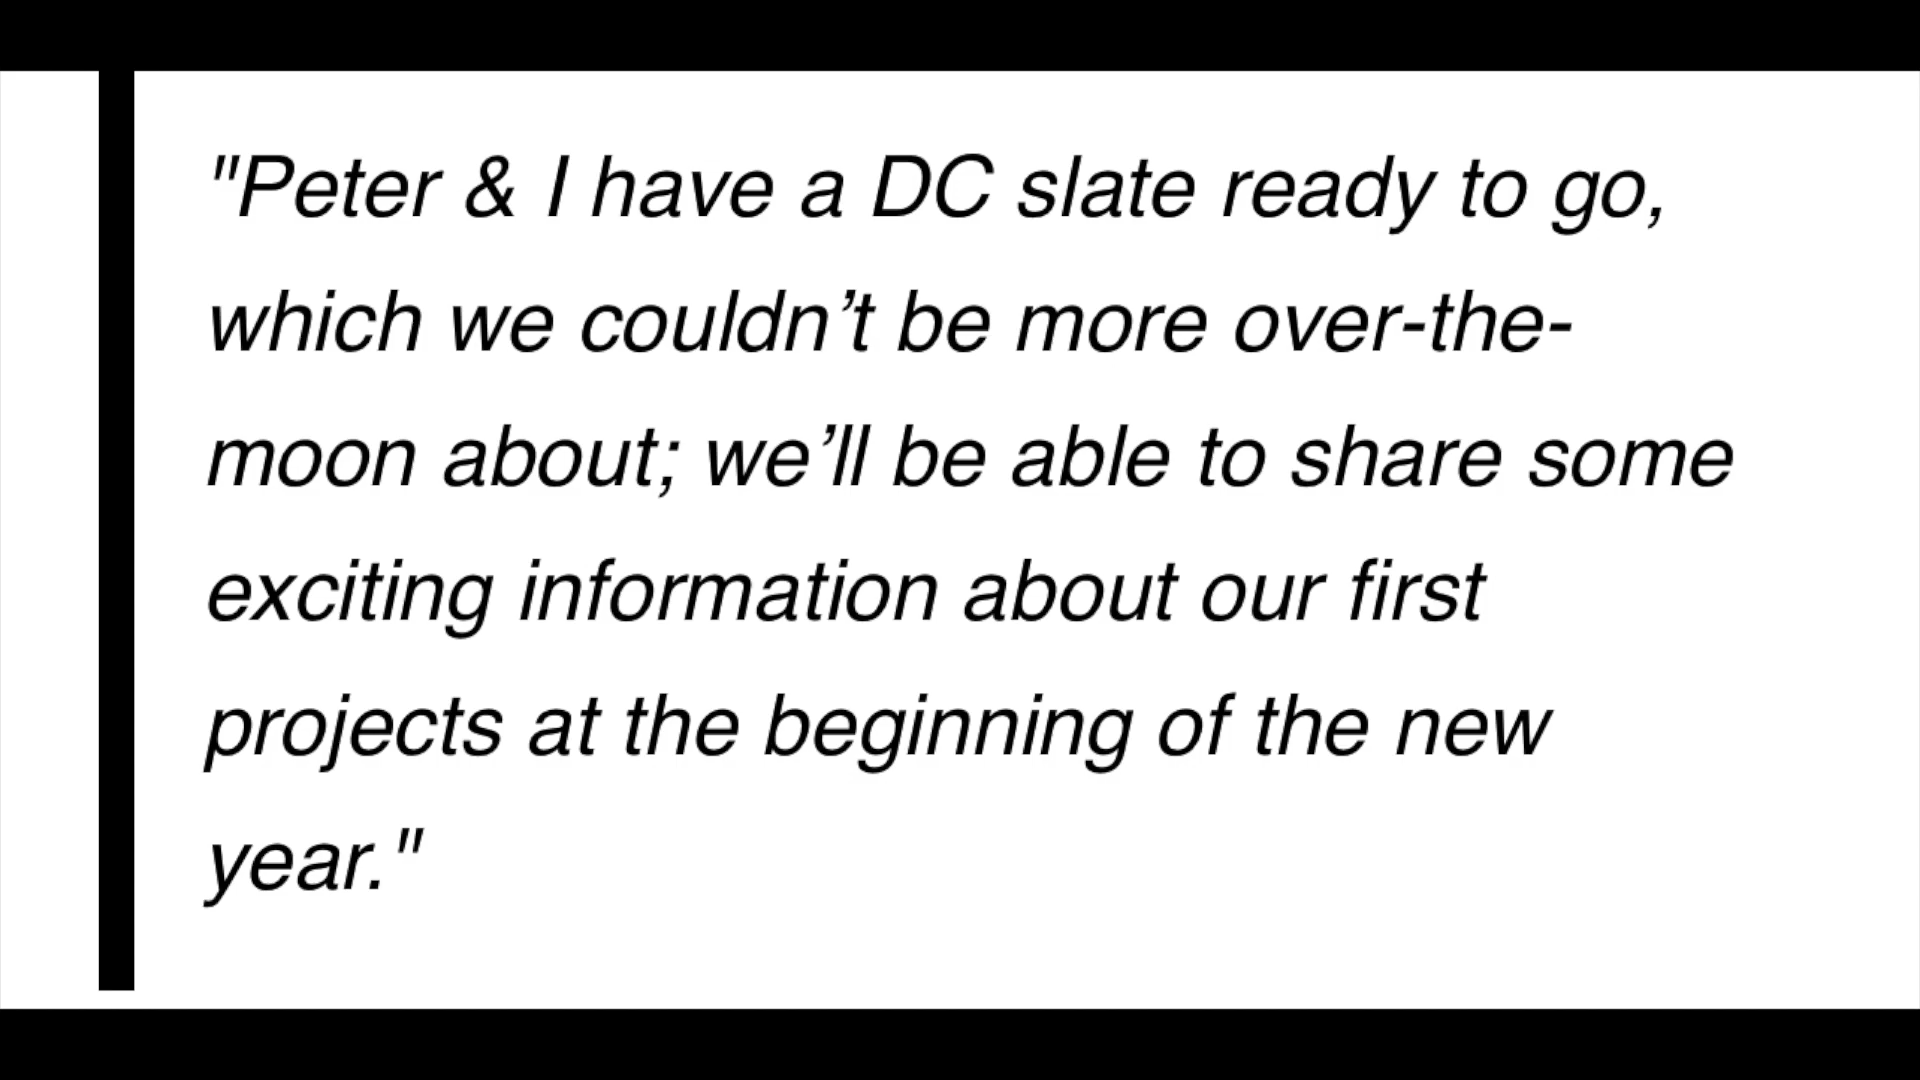 "Peter & I have a DC slate ready to go,
which we couldn’t be more over-the-
moon about; we’ll be able to share some
exciting information about our first
projects at the beginning of the new
year."